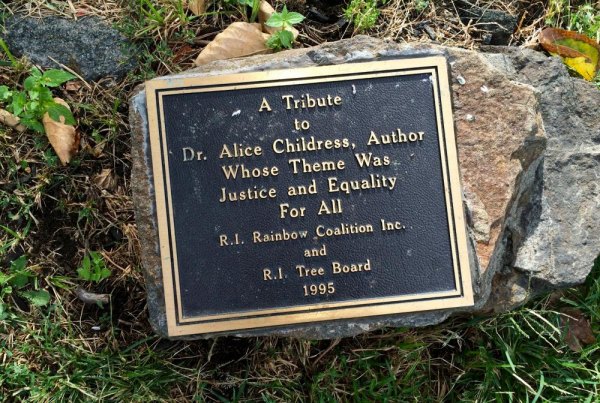 A Tribute
to
Dr. Alice Childress, Author
Whose Theme Was
Justice and Equality
For All
R.I. Rainbow Coalition Inc.
and
R.I. Tree Board
1995